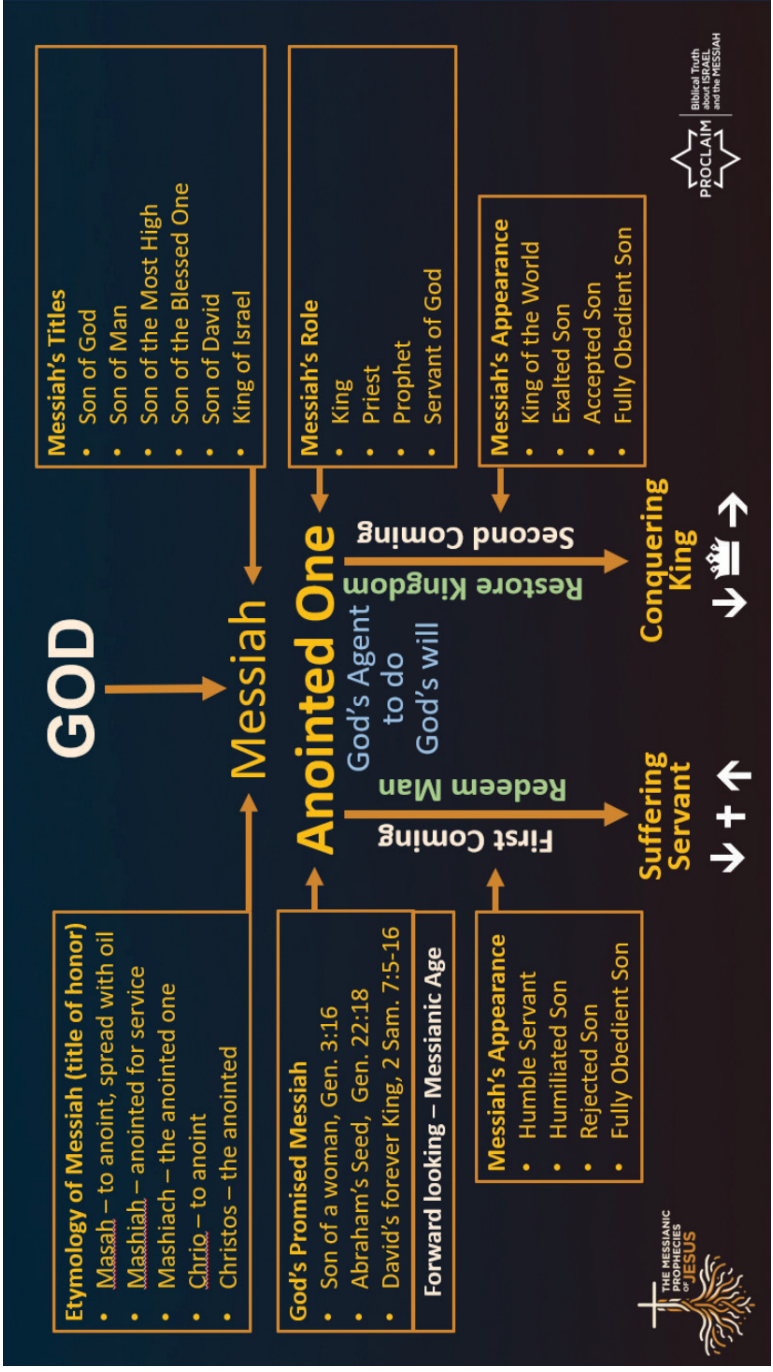 GOD
Etymology of Messiah (title of honor)
• Masah – to anoint, spread with oil
• Mashiah – anointed for service
• Mashiach – the anointed one
• Chrio – to anoint
• Christos – the anointed
Messiah
Messiah's Titles
• Son of God
• Son of Man
• Son of the Most High
• Son of the Blessed One
• Son of David
• King of Israel
God's Promised Messiah
• Son of a woman, Gen. 3:16
• Abraham's Seed, Gen. 22:18
• David's forever King, 2 Sam. 7:5-16
Forward looking – Messianic Age
Anointed One
God's Agent
to do
God's will
Messiah's Role
• King
• Priest
• Prophet
• Servant of God
Messiah's Appearance
• Humble Servant
• Humiliated Son
• Rejected Son
• Fully Obedient Son
First Coming
Redeem Man
Restore Kingdom
Second Coming
Messiah's Appearance
• King of the World
• Exalted Son
• Accepted Son
• Fully Obedient Son
Suffering
Servant
Conquering
King
THE MESSIANIC
PROPHECIES
OF JESUS
PROCLAIM
Biblical Truth
about ISRAEL
and the MESSIAH